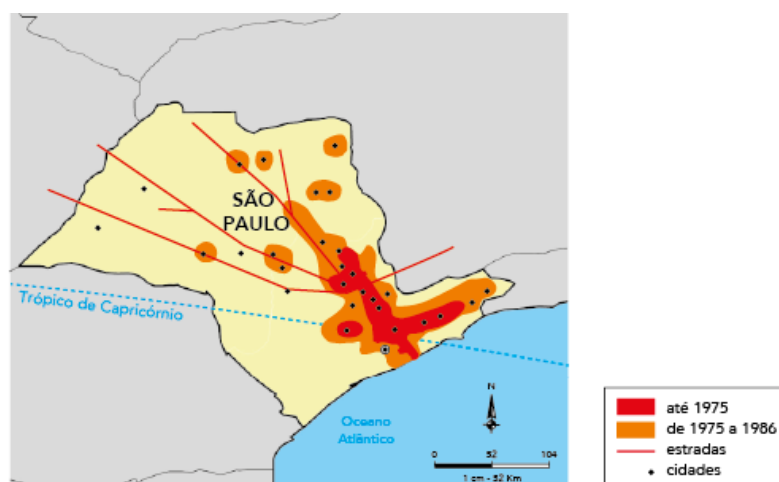 SÃO
PAULO
Trópico de Capricórnio
N
Oceano
Atlântico
0 52 104
1 cm - 52 Km
até 1975
de 1975 a 1986
estradas
cidades